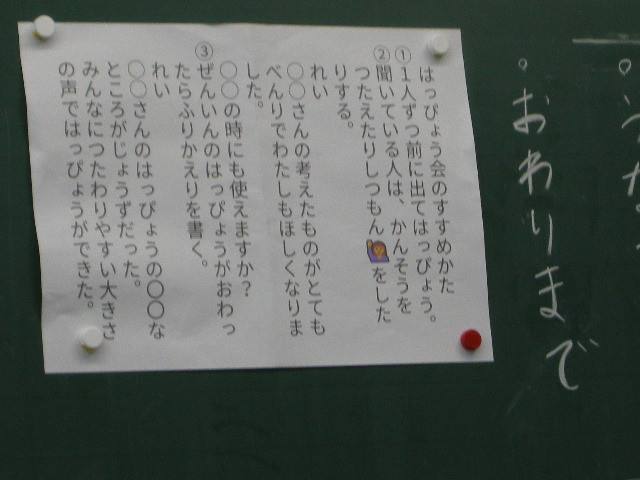 はっぴょう会のすすめかた
①1人ずつ前に出てはっぴょう。
②聞いている人は、かんそうを
つたえたりしつもん🙋をした
りする。
れい
○○さんの考えたものがとても
べんりでわたしもほしくなりま
した。
○○の時にも使えますか？
③ぜんいんのはっぴょうがおわっ
たらふりかえりを書く。
れい
○○さんのはっぴょうの○○な
ところがじょうずだった。
みんなにつたわりやすい大きさ
の声ではっぴょうができた。
。おわりまで